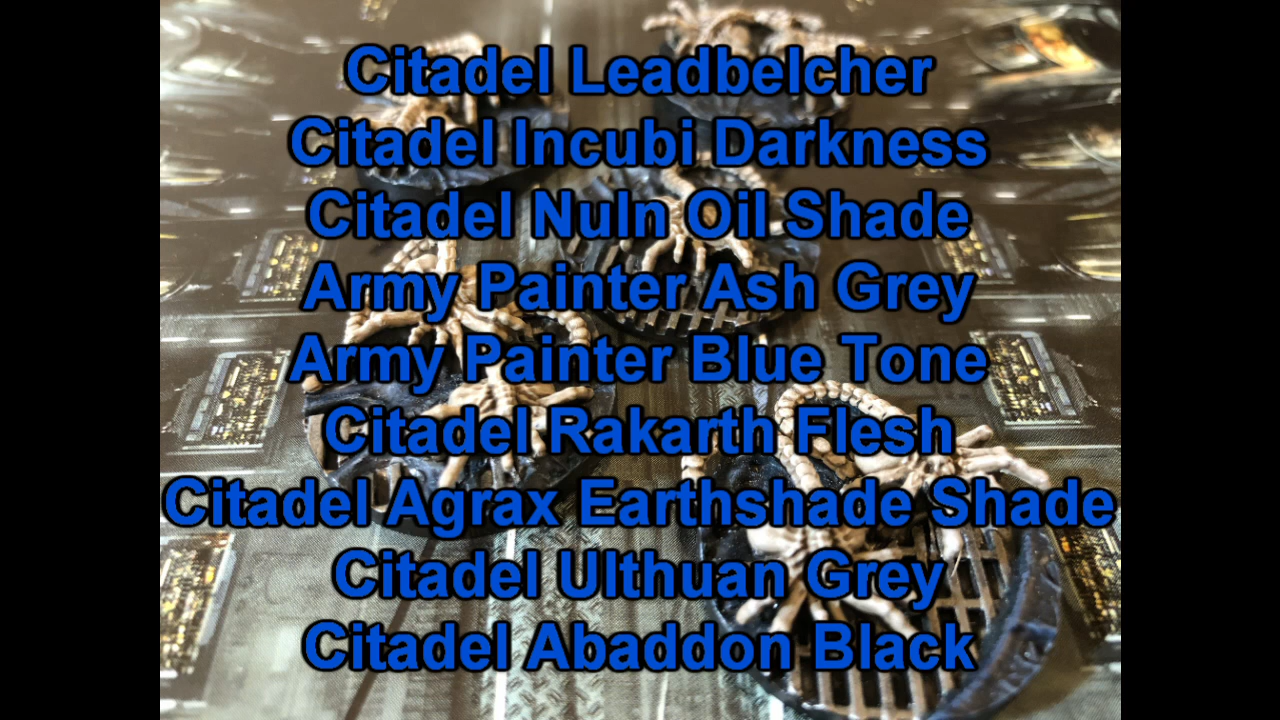 Citadel Leadbelcher
Citadel Incubi Darkness
Citadel Nuln Oil Shade
Army Painter Ash Grey
Army Painter Blue Tone
Citadel Rakarth Flesh
Citadel Agrax Earthshade Shade
Citadel Ulthuan Grey
Citadel Abaddon Black